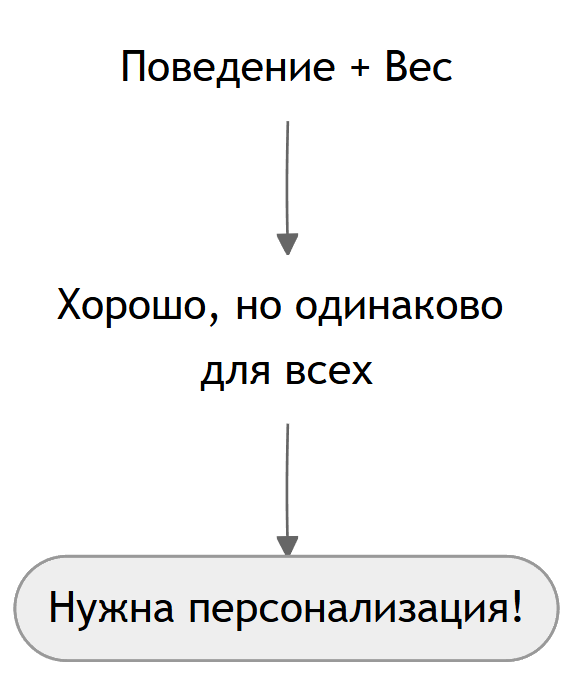 Поведение + Вес
Хорошо, но одинаково
для всех
Нужна персонализация!